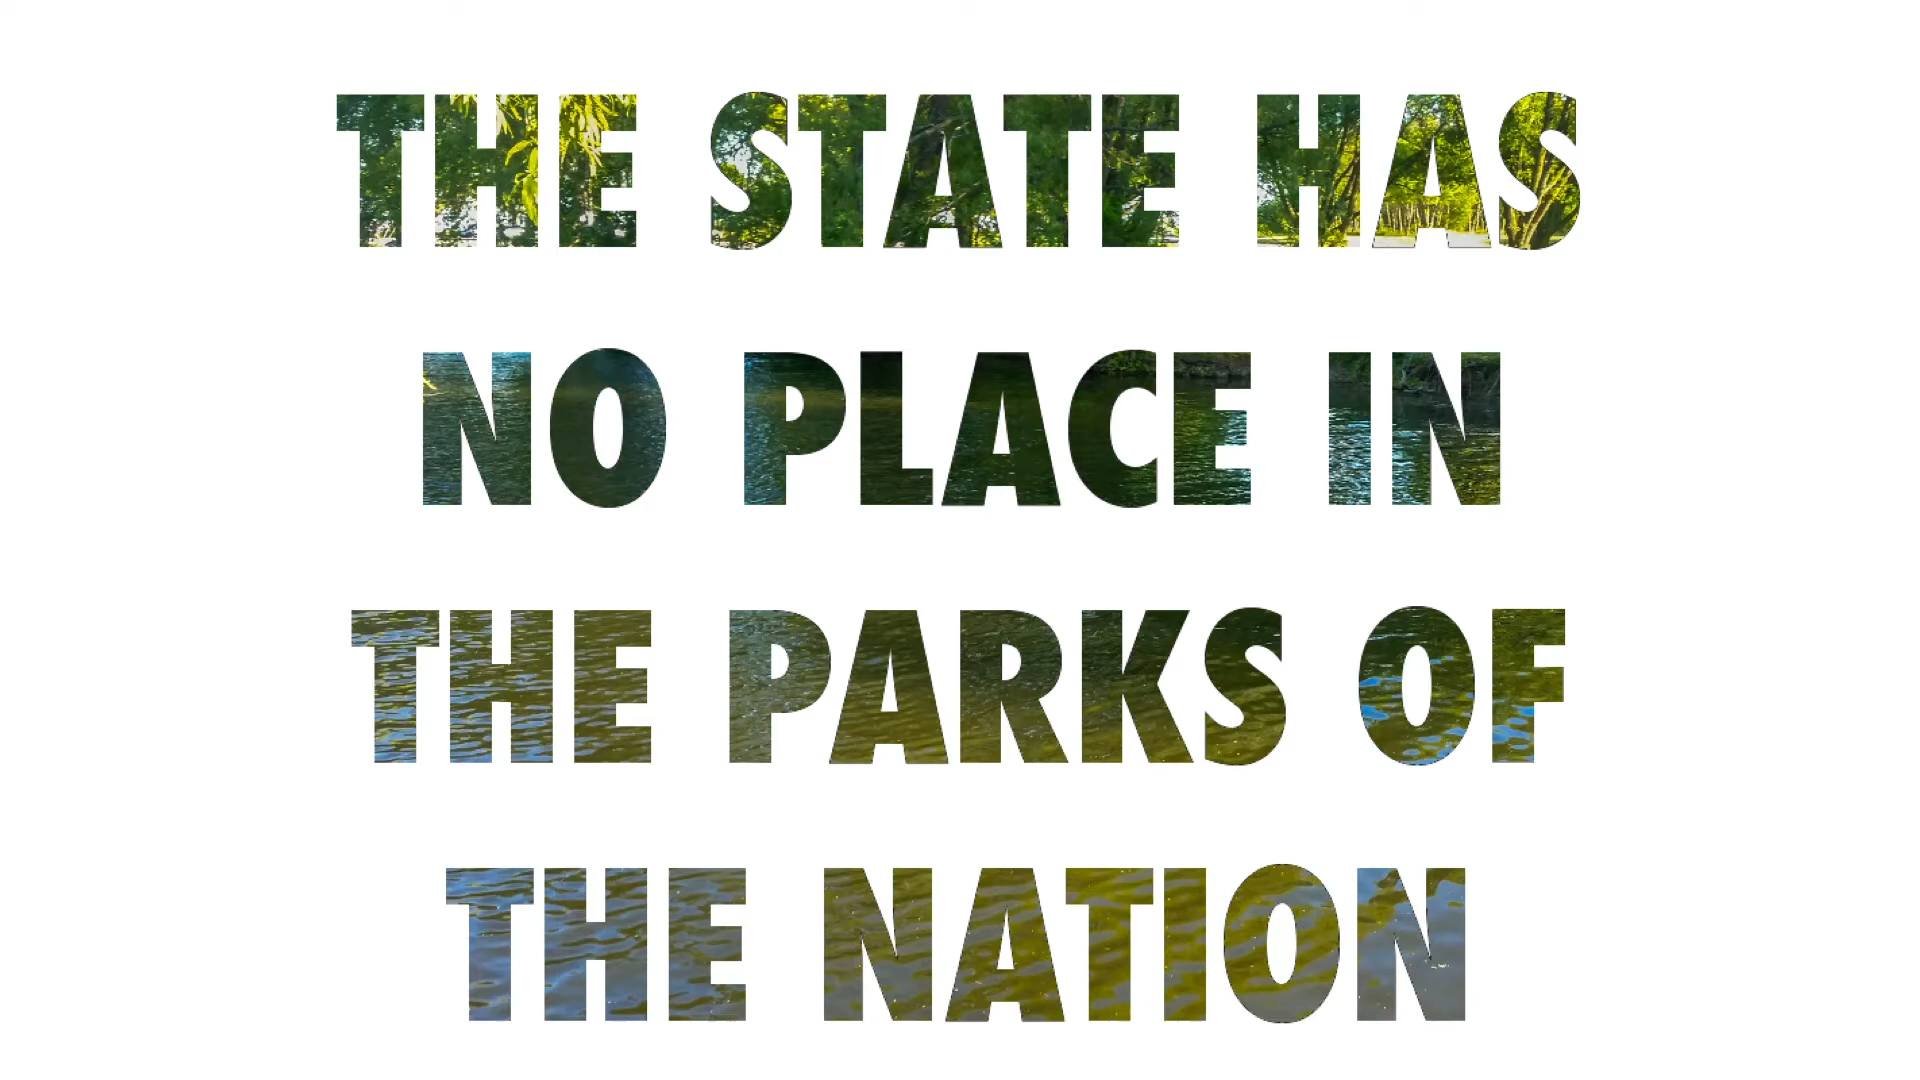 THE STATE HAS
NO PLACE IN
THE PARKS OF
THE NATION